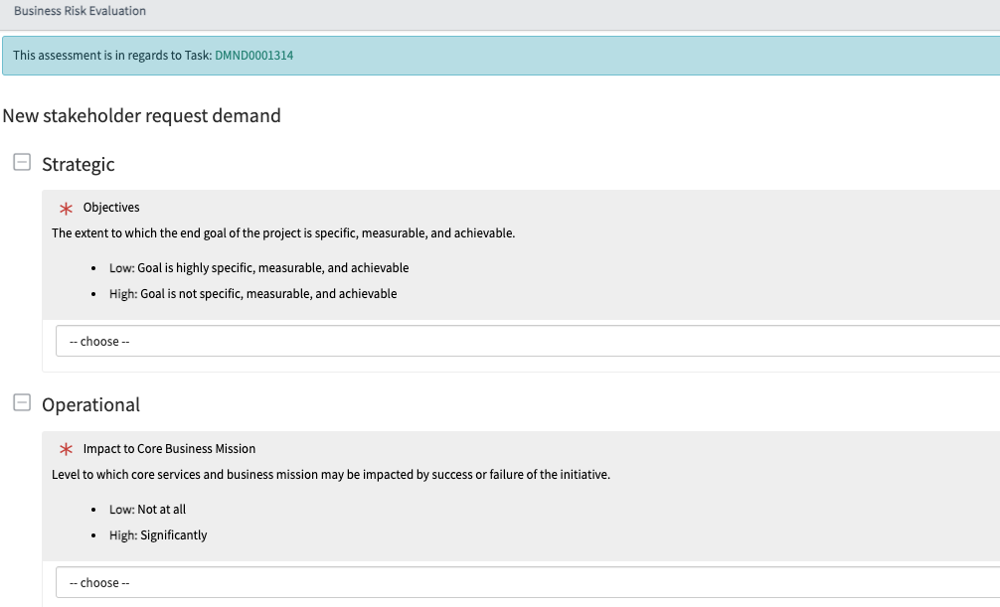 Business Risk Evaluation
This assessment is in regards to Task: DMND0001314
New stakeholder request demand
Strategic
Objectives
The extent to which the end goal of the project is specific, measurable, and achievable.
Low: Goal is highly specific, measurable, and achievable
High: Goal is not specific, measurable, and achievable
-- choose --
Operational
Impact to Core Business Mission
Level to which core services and business mission may be impacted by success or failure of the initiative.
Low: Not at all
High: Significantly
-- choose --